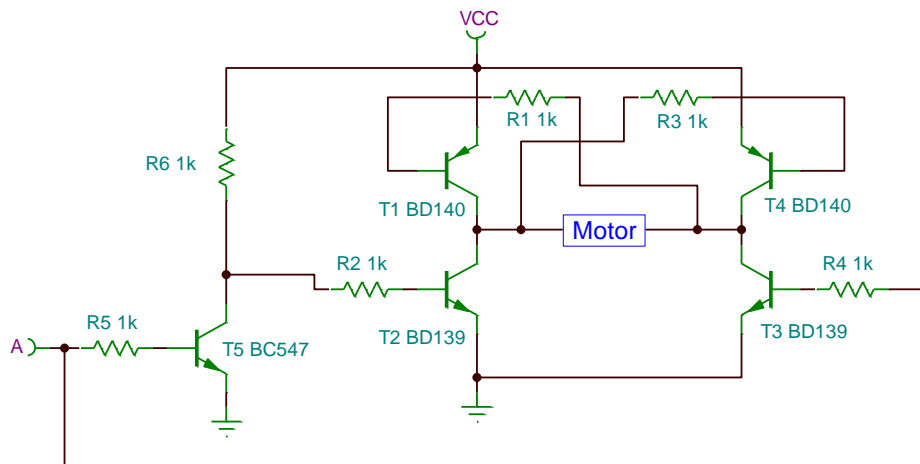 VCC
R1 1k
R3 1k
R6 1k
T1 BD140
T4 BD140
Motor
R2 1k
R4 1k
R5 1k
A
T5 BC547
T2 BD139
T3 BD139